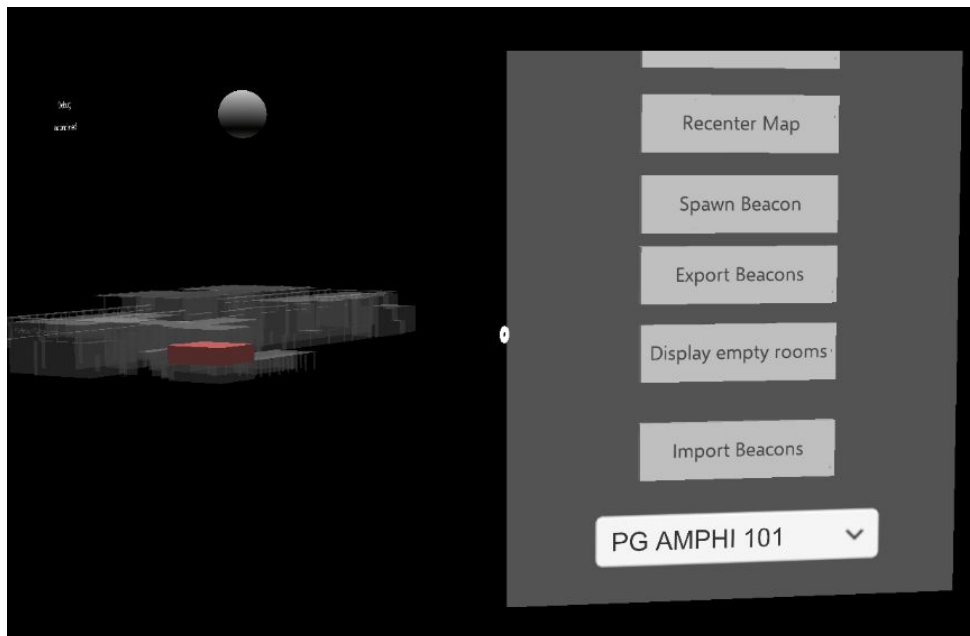 Recenter Map
Spawn Beacon
Export Beacons
Display empty rooms
Import Beacons
PG AMPHI 101